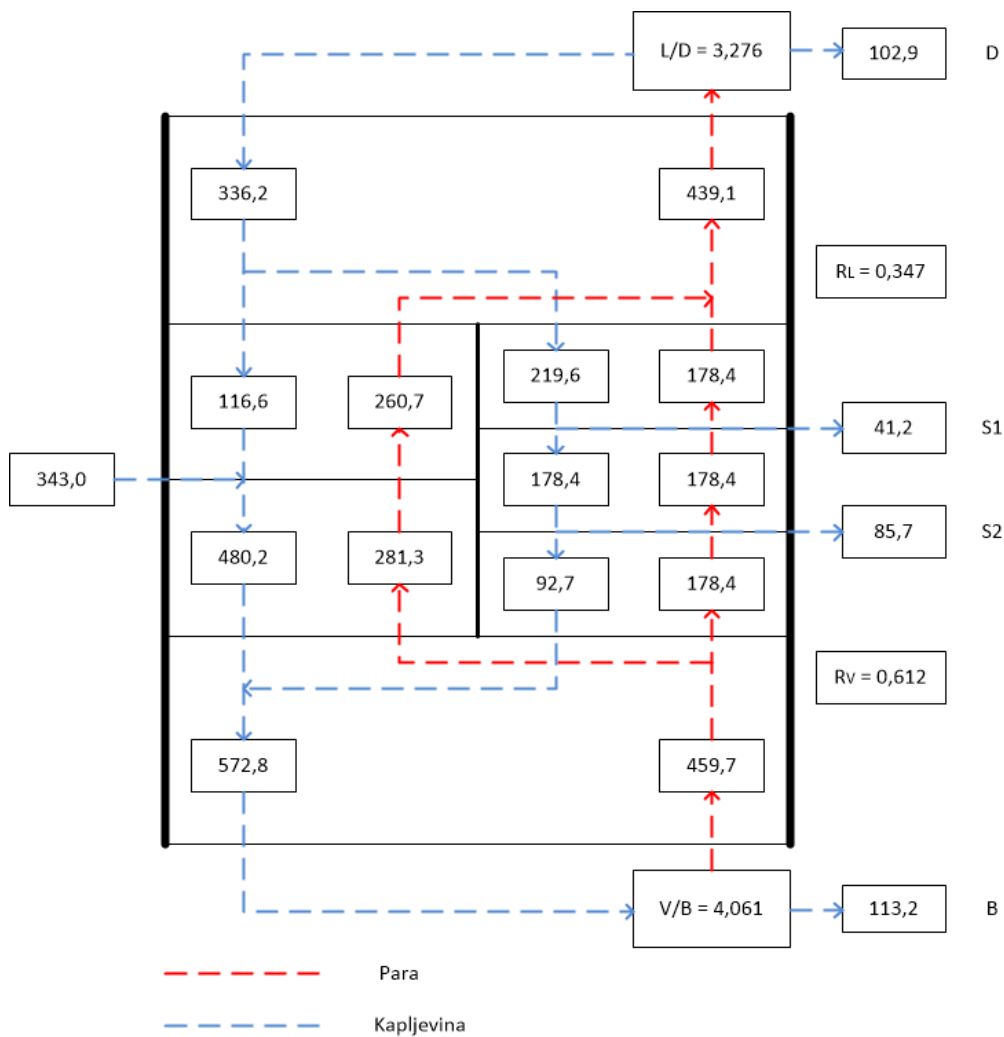 L/D = 3,276
102,9
D
336,2
439,1
RL = 0,347
219,6
178,4
116,6
260,7
41,2
S1
343,0
178,4
178,4
85,7
S2
480,2
281,3
92,7
178,4
RV = 0,612
572,8
459,7
V/B = 4,061
113,2
B
Para
Kapljevina